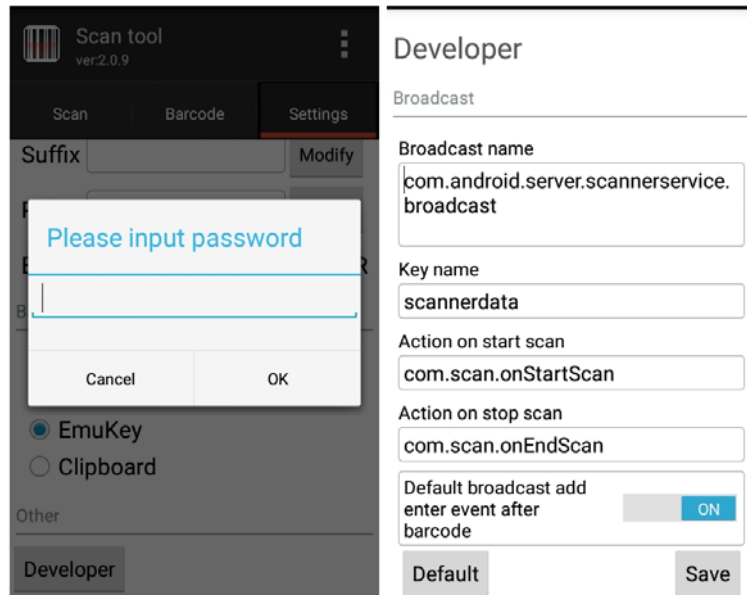 Scan tool
ver:2.0.9
Scan
Barcode
Settings
Suffix
Modify
Please input password
Cancel
OK
EmuKey
Clipboard
Other
Developer
Developer
Broadcast
Broadcast name
com.android.server.scannerservice.
broadcast
Key name
scannerdata
Action on start scan
com.scan.onStartScan
Action on stop scan
com.scan.onEndScan
Default broadcast add
enter event after
barcode
ON
Default
Save